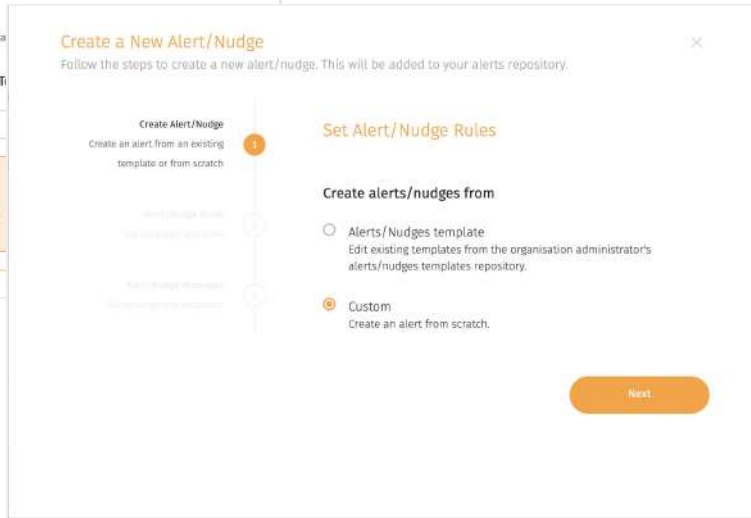 Create a New Alert/Nudge
Follow the steps to create a new alert/nudge. This will be added to your alerts repository.
Create Alert/Nudge
Create an alert from an existing
template or from scratch
1
Set Alert/Nudge Rules
Create alerts/nudges from
Alerts/Nudges template
Edit existing templates from the organisation administrator's
alerts/nudges templates repository.
Custom
Create an alert from scratch.
Next